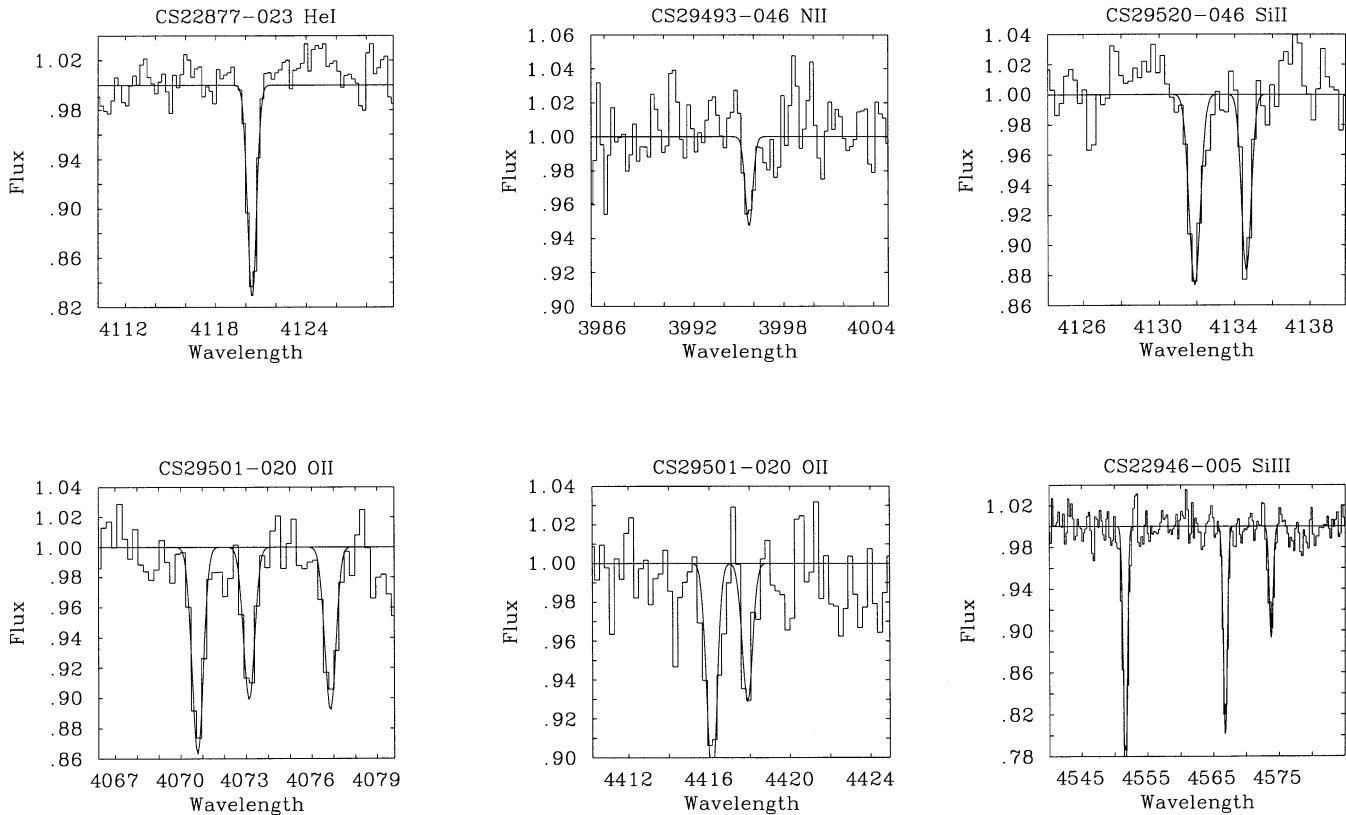 CS22877-023 HeI
1.02
.98
.94
.90
.86
.82
Flux
4112 4118 4124
Wavelength
CS29493-046 NII
1.06
1.04
1.02
1.00
.98
.96
.94
.92
.90
Flux
3986 3992 3998 4004
Wavelength
CS29520-046 SiII
1.04
1.02
1.00
.98
.96
.94
.92
.90
.88
.86
Flux
4126 4130 4134 4138
Wavelength
CS29501-020 OII
1.04
1.02
1.00
.98
.96
.94
.92
.90
.88
.86
Flux
4067 4070 4073 4076 4079
Wavelength
CS29501-020 OII
1.04
1.02
1.00
.98
.96
.94
.92
.90
Flux
4412 4416 4420 4424
Wavelength
CS22946-005 SiIII
1.02
.98
.94
.90
.86
.82
.78
Flux
4545 4555 4565 4575
Wavelength